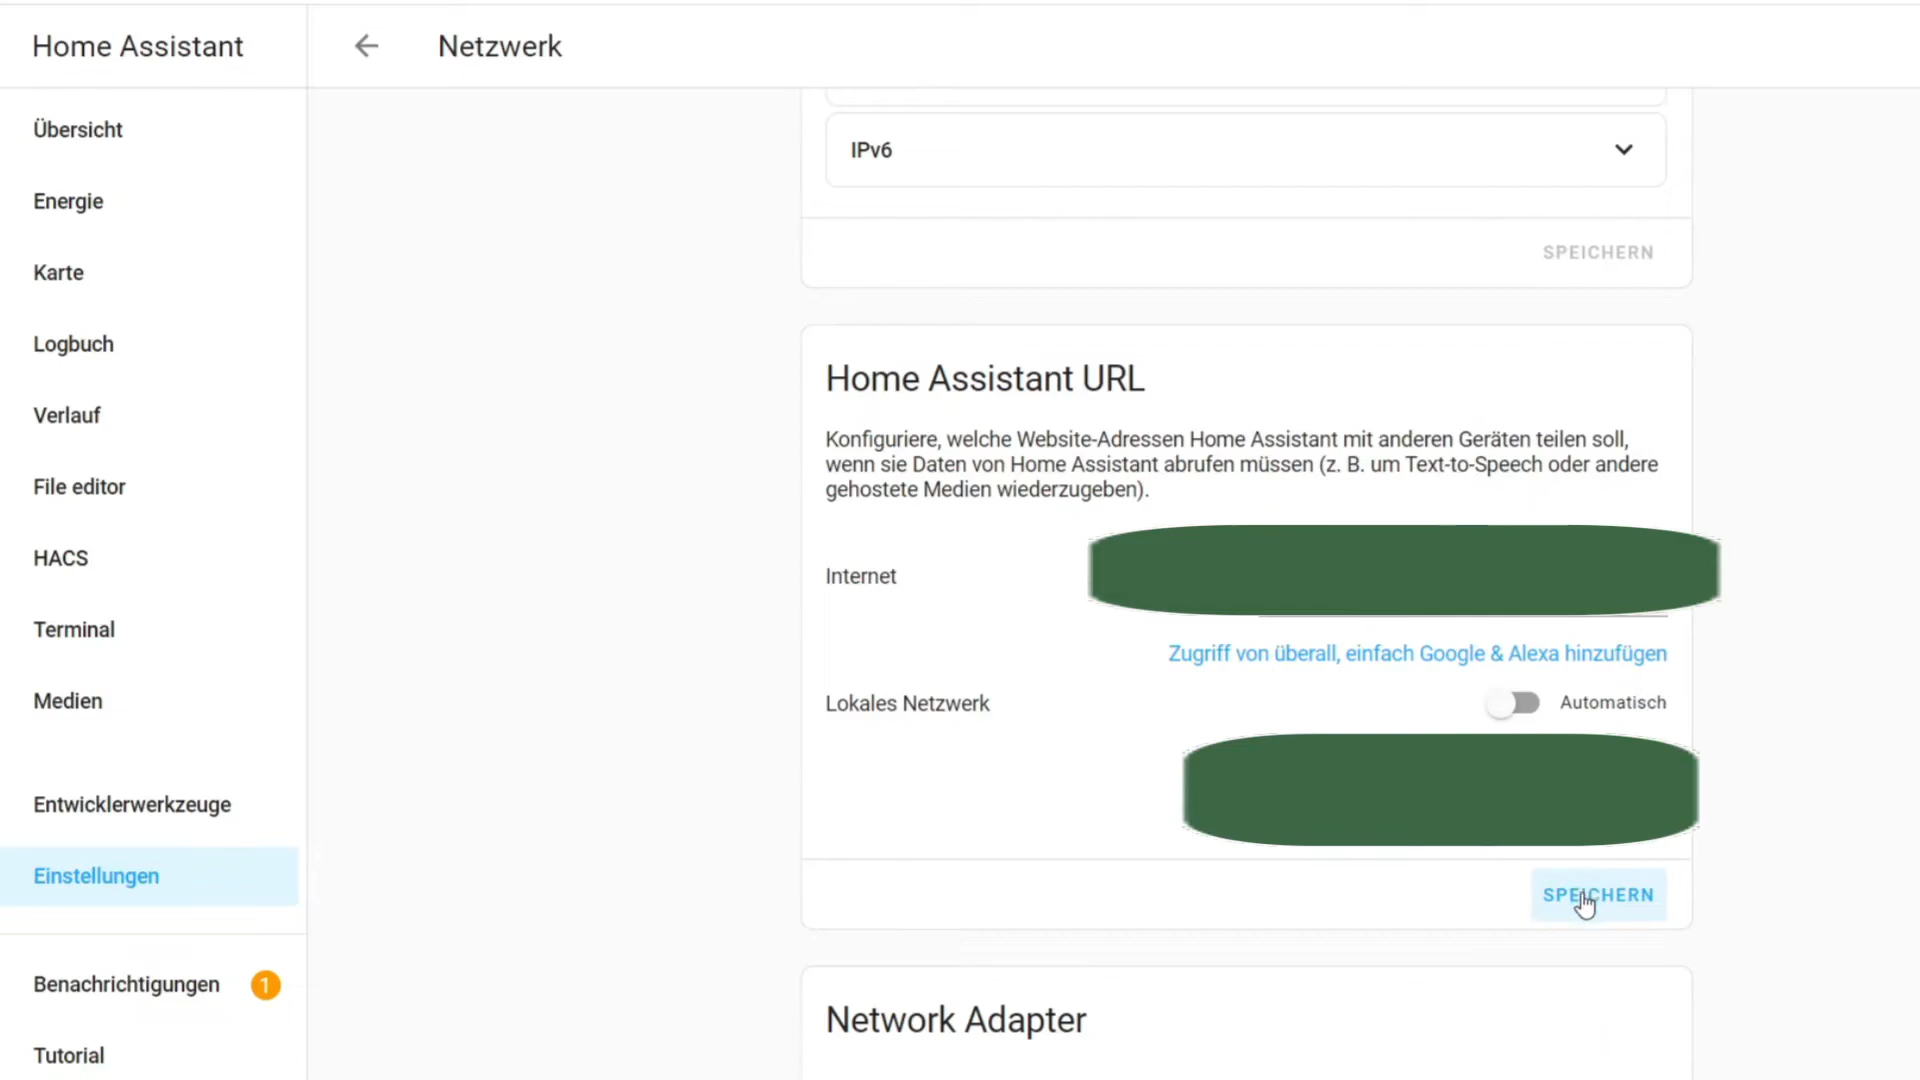 Home Assistant
Netzwerk
Übersicht
Energie
Karte
Logbuch
Verlauf
File editor
HACS
Terminal
Medien
Entwicklerwerkzeuge
Einstellungen
Benachrichtigungen 1
Tutorial
IPv6
SPEICHERN
Home Assistant URL
Konfiguriere, welche Website-Adressen Home Assistant mit anderen Geräten teilen soll,
wenn sie Daten von Home Assistant abrufen müssen (z. B. um Text-to-Speech oder andere
gehostete Medien wiederzugeben).
Internet
Zugriff von überall, einfach Google & Alexa hinzufügen
Lokales Netzwerk
Automatisch
SPEICHERN
Network Adapter